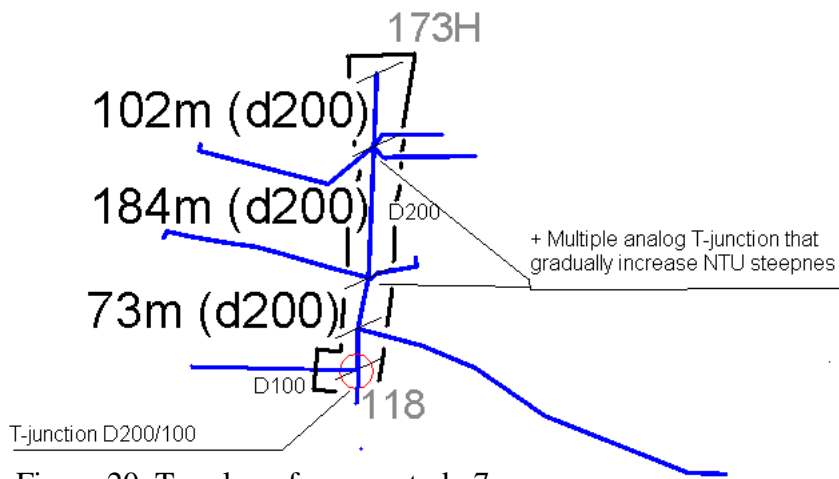 173H
102m (d200)
184m (d200)
D200
+ Multiple analog T-junction that
gradually increase NTU steepnes
73m (d200)
D100
118
T-junction D200/100